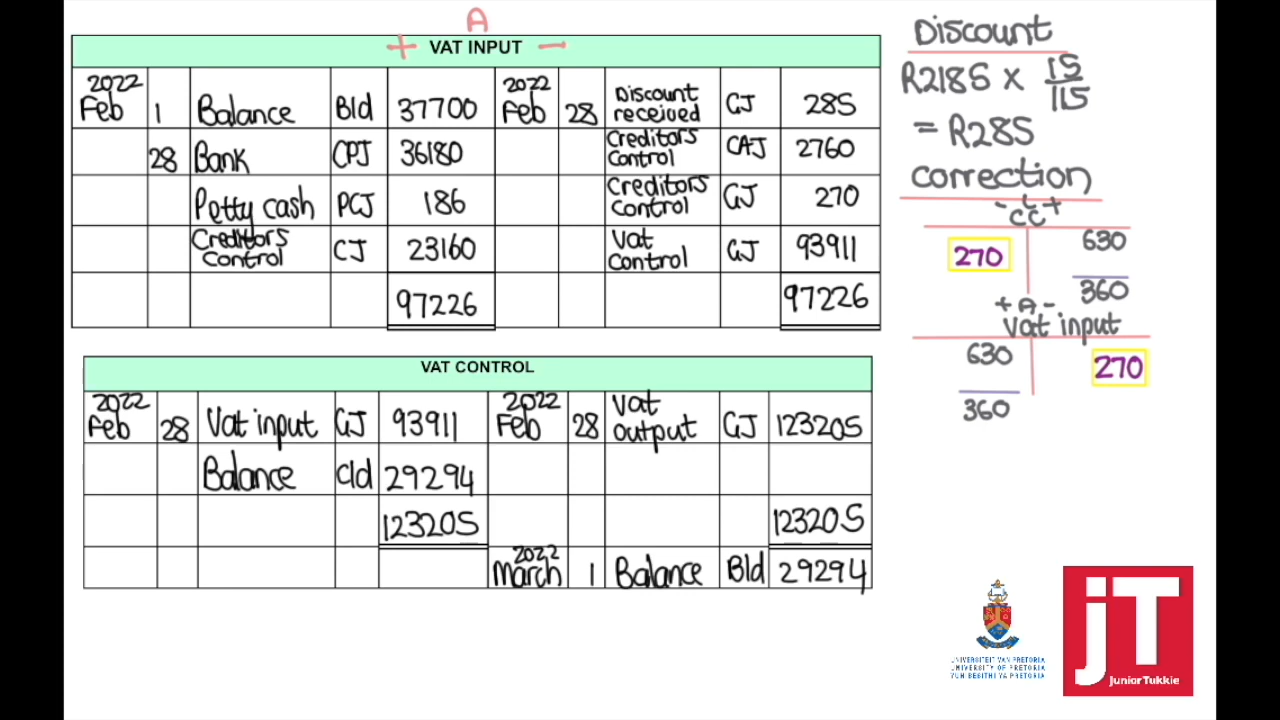 A
+ VAT INPUT -
2022 Feb 1 Balance Bld 37700 2022 Feb 28 Discount received GJ 285
28 Bank CPJ 36180 Creditors Control CAJ 2760
Petty cash PCJ 186 Creditors Control GJ 270
Creditors Control CJ 23160 Vat Control GJ 93911
97226 97226
VAT CONTROL
2022 Feb 28 Vat input GJ 93911 2022 Feb 28 Vat output GJ 123205
Balance Cld 29294
123205 123205
2022 March 1 Balance Bld 29294
Discount
R2185 × 15/115
= R285
correction
- L +
CC
270 630
360
+ A -
Vat input
630 270
360
UNIVERSITEIT VAN PRETORIA
UNIVERSITY OF PRETORIA
YUNIBESITHI YA PRETORIA
jT
JuniorTukkie